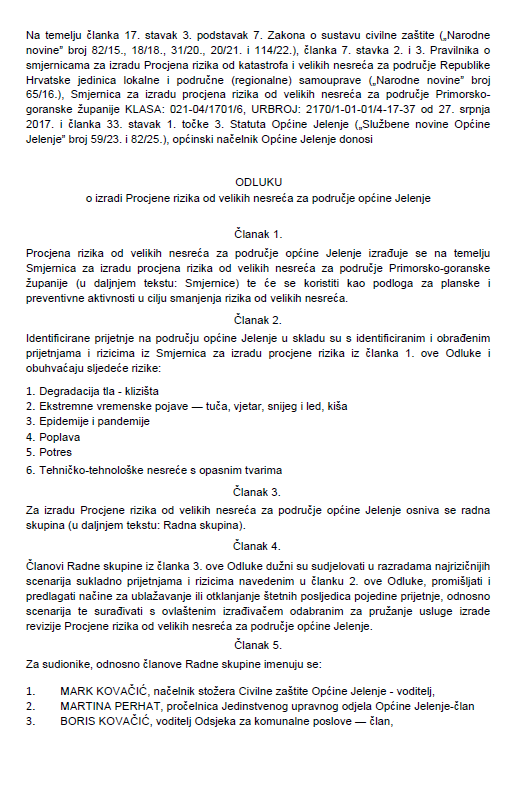 Na temelju članka 17. stavak 3. podstavak 7. Zakona o sustavu civilne zaštite („Narodne
novine" broj 82/15., 18/18., 31/20., 20/21. i 114/22.), članka 7. stavka 2. i 3. Pravilnika o
smjernicama za izradu Procjena rizika od katastrofa i velikih nesreća za područje Republike
Hrvatske jedinica lokalne i područne (regionalne) samouprave („Narodne novine" broj
65/16.), Smjernica za izradu procjena rizika od velikih nesreća za područje Primorsko-
goranske županije KLASA: 021-04/1701/6, URBROJ: 2170/1-01-01/4-17-37 od 27. srpnja
2017. i članka 33. stavak 1. točke 3. Statuta Općine Jelenje („Službene novine Općine
Jelenje" broj 59/23. i 82/25.), općinski načelnik Općine Jelenje donosi
ODLUKU
o izradi Procjene rizika od velikih nesreća za područje općine Jelenje
Članak 1.
Procjena rizika od velikih nesreća za područje općine Jelenje izrađuje se na temelju
Smjernica za izradu procjena rizika od velikih nesreća za područje Primorsko-goranske
županije (u daljnjem tekstu: Smjernice) te će se koristiti kao podloga za planske i
preventivne aktivnosti u cilju smanjenja rizika od velikih nesreća.
Članak 2.
Identificirane prijetnje na području općine Jelenje u skladu su s identificiranim i obrađenim
prijetnjama i rizicima iz Smjernica za izradu procjene rizika iz članka 1. ove Odluke i
obuhvaćaju sljedeće rizike:
1. Degradacija tla - klizišta
2. Ekstremne vremenske pojave — tuča, vjetar, snijeg i led, kiša
3. Epidemije i pandemije
4. Poplava
5. Potres
6. Tehničko-tehnološke nesreće s opasnim tvarima
Članak 3.
Za izradu Procjene rizika od velikih nesreća za područje općine Jelenje osniva se radna
skupina (u daljnjem tekstu: Radna skupina).
Članak 4.
Članovi Radne skupine iz članka 3. ove Odluke dužni su sudjelovati u razradama najrizičnijih
scenarija sukladno prijetnjama i rizicima navedenim u članku 2. ove Odluke, promišljati i
predlagati načine za ublažavanje ili otklanjanje štetnih posljedica pojedine prijetnje, odnosno
scenarija te surađivati s ovlaštenim izrađivačem odabranim za pružanje usluge izrade
revizije Procjene rizika od velikih nesreća za područje općine Jelenje.
Članak 5.
Za sudionike, odnosno članove Radne skupine imenuju se:
1. MARK KOVAČIĆ, načelnik stožera Civilne zaštite Općine Jelenje - voditelj,
2. MARTINA PERHAT, pročelnica Jedinstvenog upravnog odjela Općine Jelenje-član
3. BORIS KOVAČIĆ, voditelj Odsjeka za komunalne poslove — član,